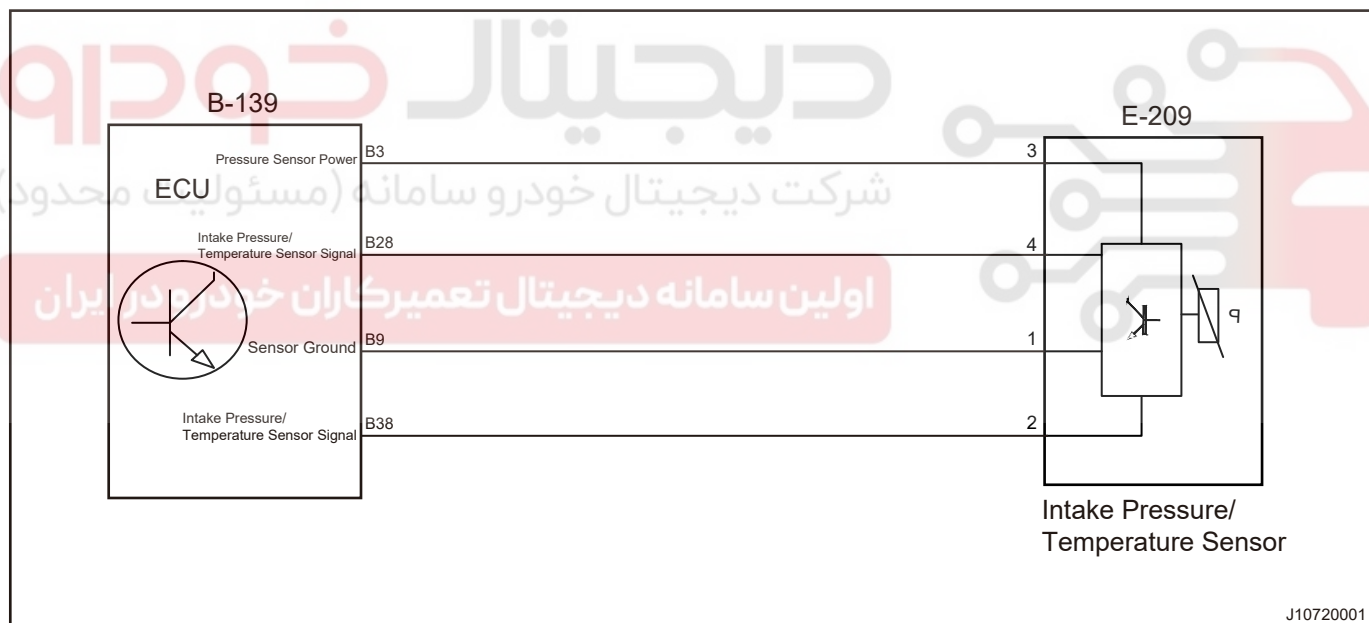 دیجیتال خودرو
شرکت دیجیتال خودرو سامانه (مسئولیت محدود)
اولین سامانه دیجیتال تعمیرکاران خودرو در ایران
B-139
E-209
Pressure Sensor Power
B3
3
ECU
Intake Pressure/
Temperature Sensor Signal
B28
4
Sensor Ground
B9
1
P
Intake Pressure/
Temperature Sensor Signal
B38
2
Intake Pressure/
Temperature Sensor
J10720001